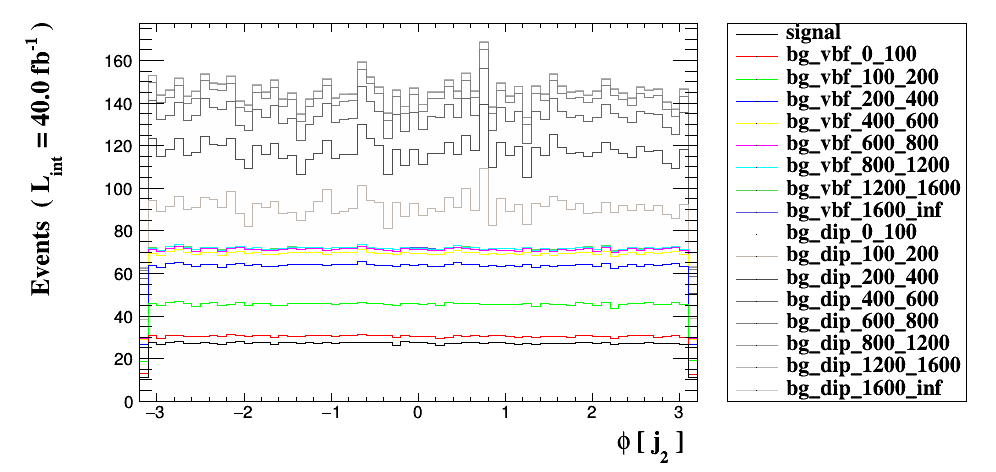 Events ( L_int = 40.0 fb^-1 )
160
140
120
100
80
60
40
20
0
−3 −2 −1 0 1 2 3
ϕ [ j_2 ]
signal
bg_vbf_0_100
bg_vbf_100_200
bg_vbf_200_400
bg_vbf_400_600
bg_vbf_600_800
bg_vbf_800_1200
bg_vbf_1200_1600
bg_vbf_1600_inf
bg_dip_0_100
bg_dip_100_200
bg_dip_200_400
bg_dip_400_600
bg_dip_600_800
bg_dip_800_1200
bg_dip_1200_1600
bg_dip_1600_inf